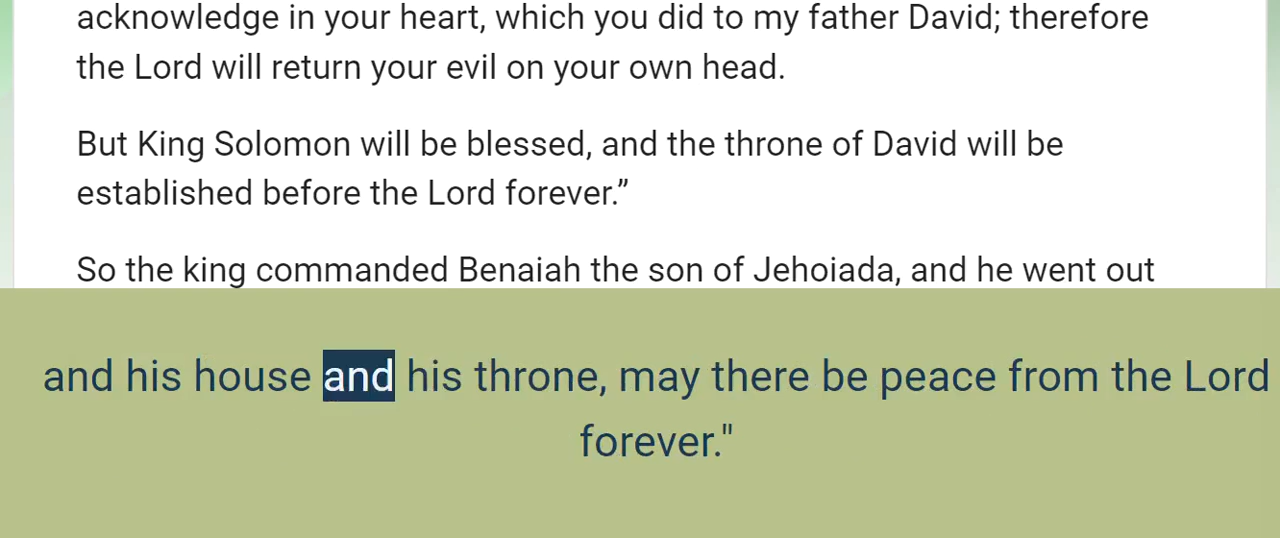 acknowledge in your heart, which you did to my father David; therefore
the Lord will return your evil on your own head.
But King Solomon will be blessed, and the throne of David will be
established before the Lord forever.”
So the king commanded Benaiah the son of Jehoiada, and he went out
and his house and his throne, may there be peace from the Lord
forever."